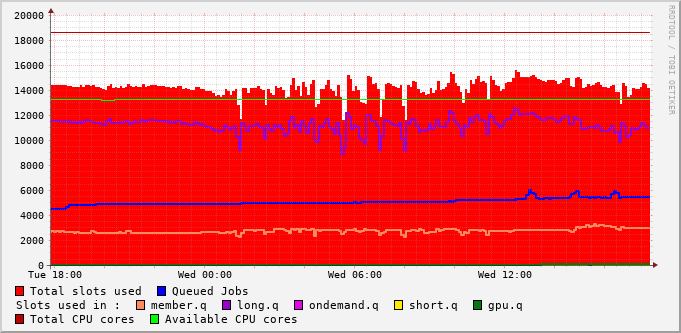 20000
18000
16000
14000
12000
10000
8000
6000
4000
2000
0
Tue 18:00 Wed 00:00 Wed 06:00 Wed 12:00
Total slots used Queued Jobs
Slots used in : member.q long.q ondemand.q short.q gpu.q
Total CPU cores Available CPU cores
RRDTOOL / TOBI OETIKER